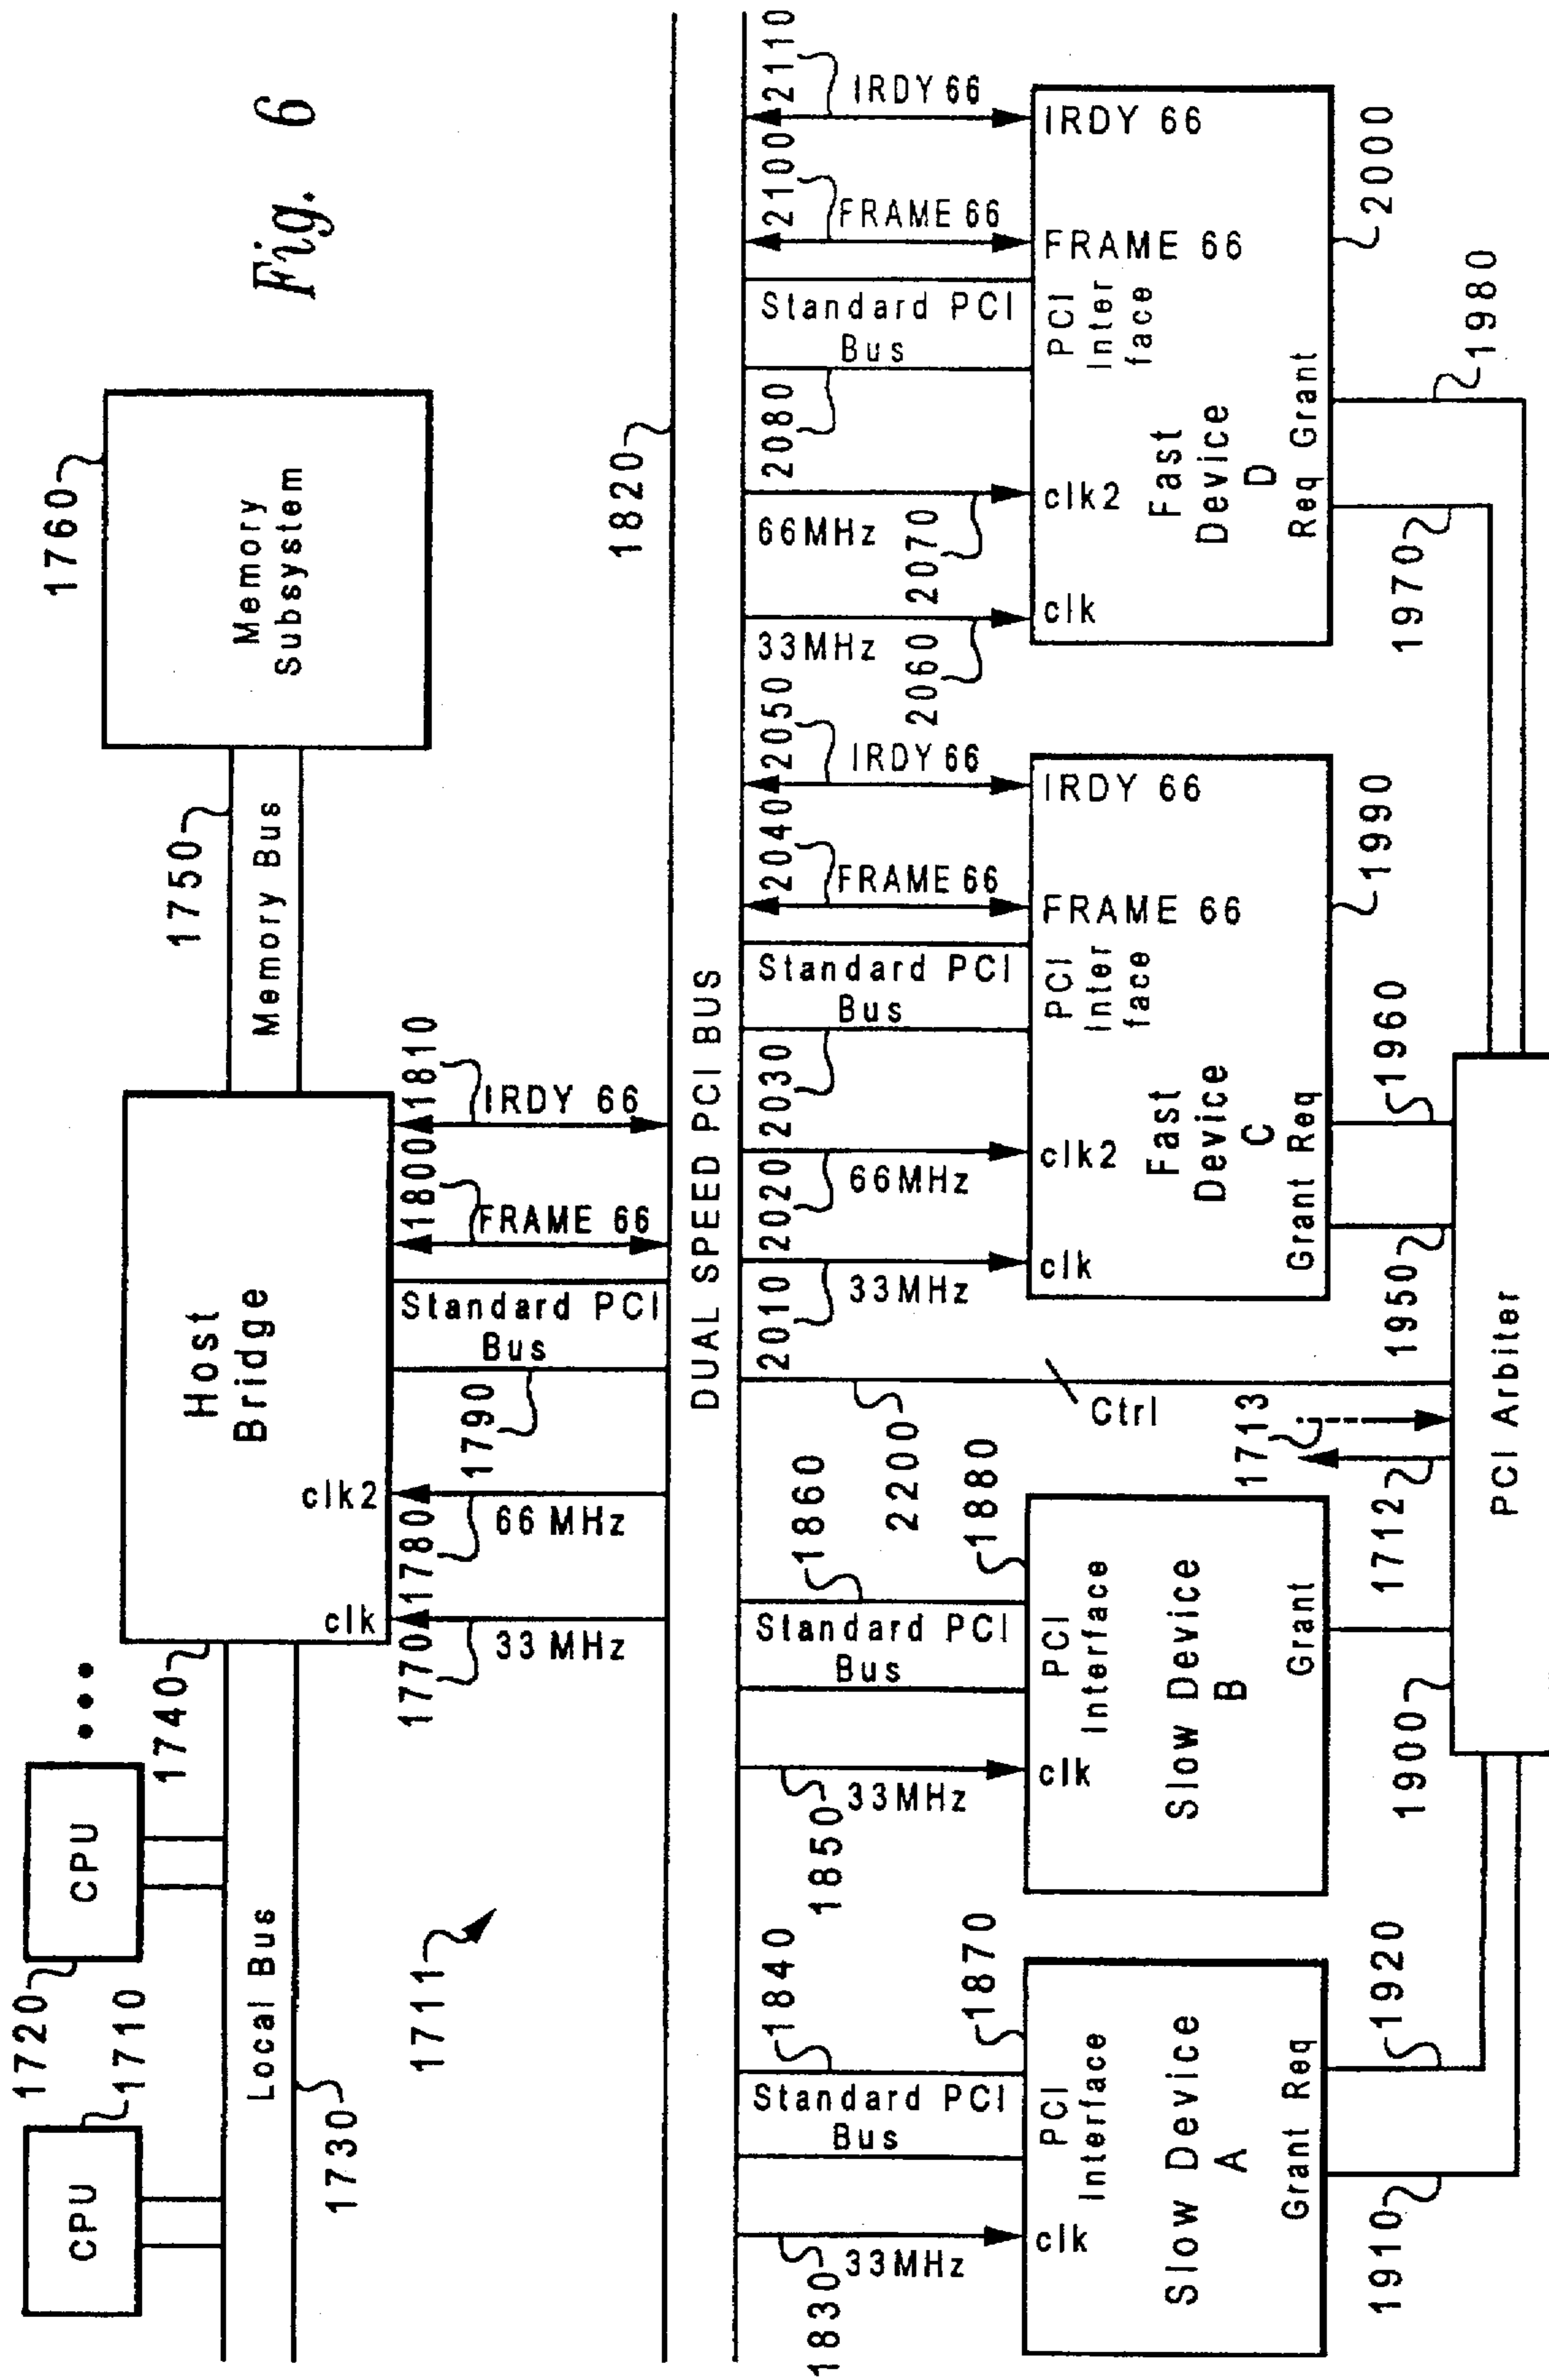 Fig. 6
1720
1710
CPU
CPU
1740
Local Bus
1730
Host
Bridge
clk
clk2
1750
Memory Bus
1760
Memory
Subsystem
1711
1770
33 MHz
1780
66 MHz
1790
Standard PCI
Bus
1800
FRAME 66
1810
IRDY 66
1820
DUAL SPEED PCI BUS
1830
33MHz
1840
Standard PCI
Bus
1870
clk
PCI
Interface
Slow Device
A
Grant Req
1910
1920
1850
33MHz
1860
Standard PCI
Bus
1880
clk
PCI
Interface
Slow Device
B
Grant
1900
2200
Ctrl
1712
1713
2010
33MHz
2020
66MHz
2030
Standard PCI
Bus
2040
FRAME 66
2050
IRDY 66
clk
clk2
PCI
Inter
face
FRAME 66
IRDY 66
Fast
Device
C
Grant Req
1990
1950
1960
2060
33MHz
2070
66MHz
2080
Standard PCI
Bus
2100
FRAME 66
2110
IRDY 66
clk
clk2
PCI
Inter
face
FRAME 66
IRDY 66
Fast
Device
D
Req Grant
2000
1970
1980
PCI Arbiter